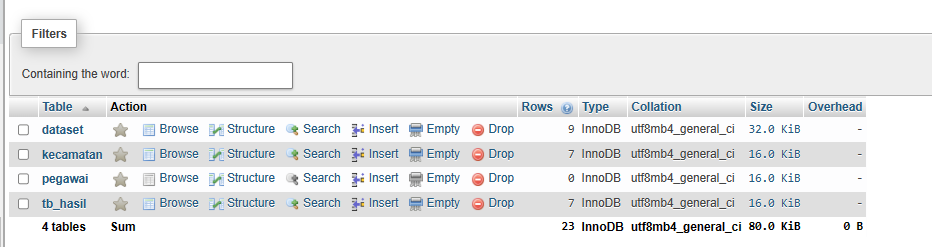 Filters
Containing the word:
Table Action Rows Type Collation Size Overhead
dataset Browse Structure Search Insert Empty Drop 9 InnoDB utf8mb4_general_ci 32.0 KiB -
kecamatan Browse Structure Search Insert Empty Drop 7 InnoDB utf8mb4_general_ci 16.0 KiB -
pegawai Browse Structure Search Insert Empty Drop 0 InnoDB utf8mb4_general_ci 16.0 KiB -
tb_hasil Browse Structure Search Insert Empty Drop 7 InnoDB utf8mb4_general_ci 16.0 KiB -
4 tables Sum 23 InnoDB utf8mb4_general_ci 80.0 KiB 0 B